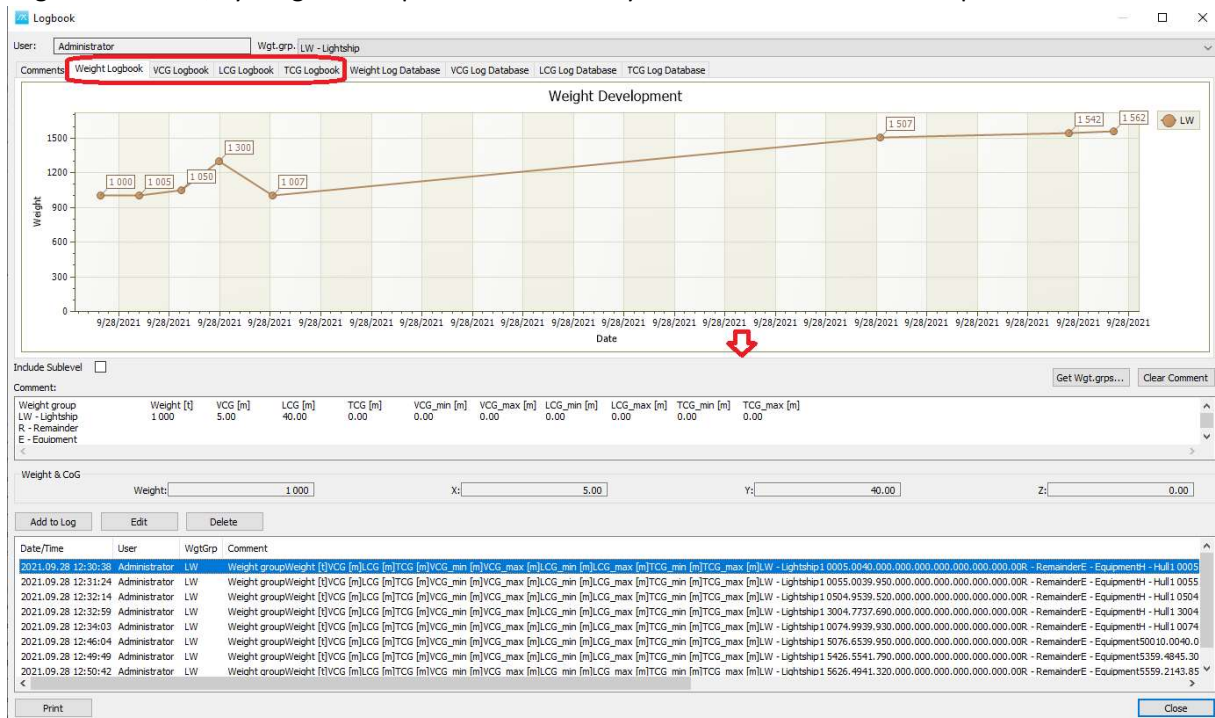 Logbook
User: Administrator Wgt.grp. LW - Lightship
Comments Weight Logbook VCG Logbook LCG Logbook TCG Logbook Weight Log Database VCG Log Database LCG Log Database TCG Log Database
Weight Development
1500
1200
900
600
300
0
Weight
1 000 1 005 1 050 1 300 1 007 1 507 1 542 1 562
LW
9/28/2021 9/28/2021 9/28/2021 9/28/2021 9/28/2021 9/28/2021 9/28/2021 9/28/2021 9/28/2021 9/28/2021 9/28/2021 9/28/2021 9/28/2021 9/28/2021 9/28/2021 9/28/2021 9/28/2021 9/28/2021 9/28/2021 9/28/2021 9/28/2021
Date
Include Sublevel
Get Wgt.grps... Clear Comment
Comment:
Weight group Weight [t] VCG [m] LCG [m] TCG [m] VCG_min [m] VCG_max [m] LCG_min [m] LCG_max [m] TCG_min [m] TCG_max [m]
LW - Lightship 1 000 5.00 40.00 0.00 0.00 0.00 0.00 0.00 0.00 0.00
R - Remainder
E - Equipment
Weight & CoG
Weight: 1 000 X: 5.00 Y: 40.00 Z: 0.00
Add to Log Edit Delete
Date/Time User WgtGrp Comment
2021.09.28 12:30:38 Administrator LW Weight groupWeight [t]VCG [m]LCG [m]TCG [m]VCG_min [m]VCG_max [m]LCG_min [m]LCG_max [m]TCG_min [m]TCG_max [m]LW - Lightship1 0005.0040.000.000.000.000.000.000.000.00R - RemainderE - EquipmentH - Hull1 0005
2021.09.28 12:31:24 Administrator LW Weight groupWeight [t]VCG [m]LCG [m]TCG [m]VCG_min [m]VCG_max [m]LCG_min [m]LCG_max [m]TCG_min [m]TCG_max [m]LW - Lightship1 0055.0039.950.000.000.000.000.000.000.00R - RemainderE - EquipmentH - Hull1 0055
2021.09.28 12:32:14 Administrator LW Weight groupWeight [t]VCG [m]LCG [m]TCG [m]VCG_min [m]VCG_max [m]LCG_min [m]LCG_max [m]TCG_min [m]TCG_max [m]LW - Lightship1 0504.9539.520.000.000.000.000.000.000.00R - RemainderE - EquipmentH - Hull1 0504
2021.09.28 12:32:59 Administrator LW Weight groupWeight [t]VCG [m]LCG [m]TCG [m]VCG_min [m]VCG_max [m]LCG_min [m]LCG_max [m]TCG_min [m]TCG_max [m]LW - Lightship1 3004.7737.690.000.000.000.000.000.000.00R - RemainderE - EquipmentH - Hull1 3004
2021.09.28 12:34:03 Administrator LW Weight groupWeight [t]VCG [m]LCG [m]TCG [m]VCG_min [m]VCG_max [m]LCG_min [m]LCG_max [m]TCG_min [m]TCG_max [m]LW - Lightship1 0074.9939.930.000.000.000.000.000.000.00R - RemainderE - EquipmentH - Hull1 0074
2021.09.28 12:46:04 Administrator LW Weight groupWeight [t]VCG [m]LCG [m]TCG [m]VCG_min [m]VCG_max [m]LCG_min [m]LCG_max [m]TCG_min [m]TCG_max [m]LW - Lightship1 5076.6539.950.000.000.000.000.000.000.00R - RemainderE - Equipment50010.0040.0
2021.09.28 12:49:49 Administrator LW Weight groupWeight [t]VCG [m]LCG [m]TCG [m]VCG_min [m]VCG_max [m]LCG_min [m]LCG_max [m]TCG_min [m]TCG_max [m]LW - Lightship1 5426.5541.790.000.000.000.000.000.000.00R - RemainderE - Equipment5359.4845.30
2021.09.28 12:50:42 Administrator LW Weight groupWeight [t]VCG [m]LCG [m]TCG [m]VCG_min [m]VCG_max [m]LCG_min [m]LCG_max [m]TCG_min [m]TCG_max [m]LW - Lightship1 5626.4941.320.000.000.000.000.000.000.00R - RemainderE - Equipment5559.2143.85
Print Close